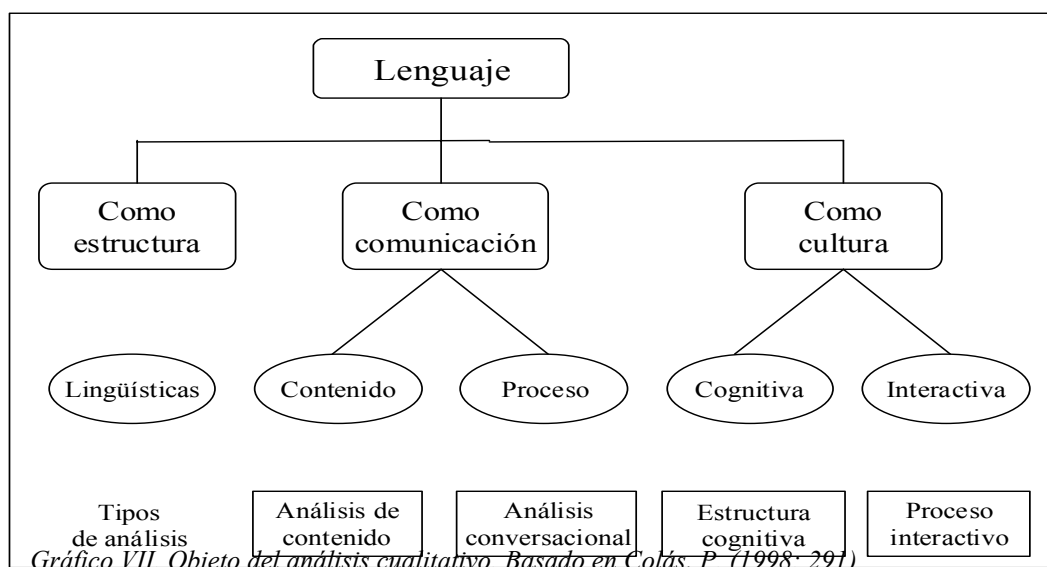 Lenguaje
Como
estructura
Como
comunicación
Como
cultura
Lingüísticas
Contenido
Proceso
Cognitiva
Interactiva
Tipos
de análisis
Análisis de
contenido
Análisis
conversacional
Estructura
cognitiva
Proceso
interactivo
Gráfico VII. Objeto del análisis cualitativo. Basado en Colás, P. (1998: 291)